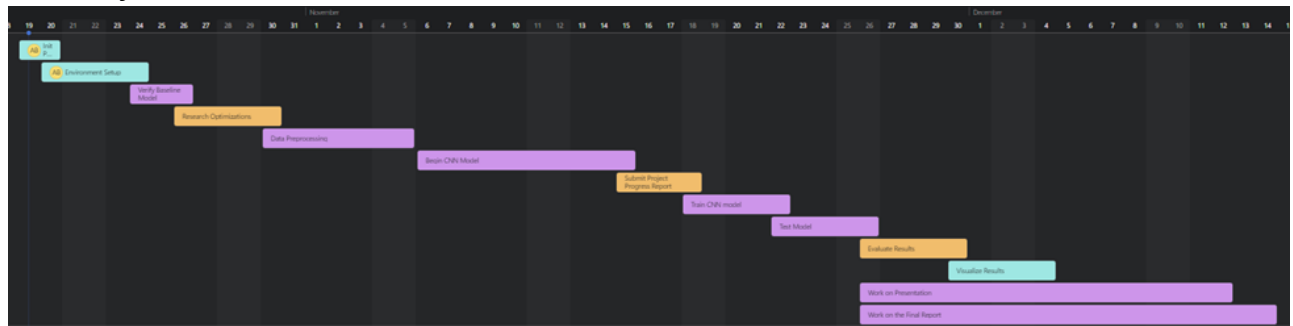 November December
19 20 21 22 23 24 25 26 27 28 29 30 31 1 2 3 4 5 6 7 8 9 10 11 12 13 14 15 16 17 18 19 20 21 22 23 24 25 26 27 28 29 30 1 2 3 4 5 6 7 8 9 10 11 12 13 14
AB Init
P...
AB Environment Setup
Verify Baseline
Model
Research Optimizations
Data Preprocessing
Begin CNN Model
Submit Project
Progress Report
Train CNN model
Test Model
Evaluate Results
Visualize Results
Work on Presentation
Work on the Final Report